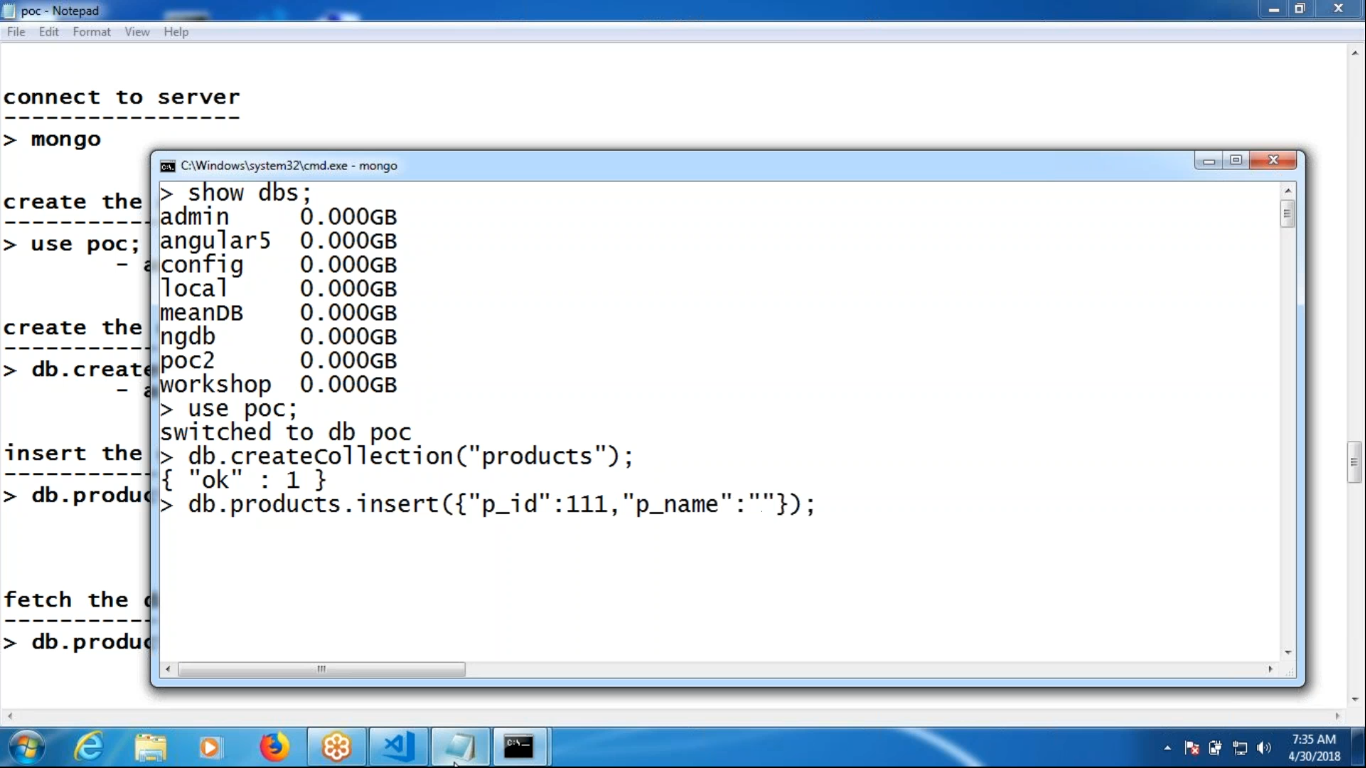 poc - Notepad
File Edit Format View Help
connect to server
-----------------
> mongo
create the
> use poc;
-
create the
> db.create
-
insert the
> db.produc
fetch the
> db.produc
C:\Windows\system32\cmd.exe - mongo
> show dbs;
admin 0.000GB
angular5 0.000GB
config 0.000GB
local 0.000GB
meanDB 0.000GB
ngdb 0.000GB
poc2 0.000GB
workshop 0.000GB
> use poc;
switched to db poc
> db.createCollection("products");
{ "ok" : 1 }
> db.products.insert({"p_id":111,"p_name":""});
7:35 AM
4/30/2018